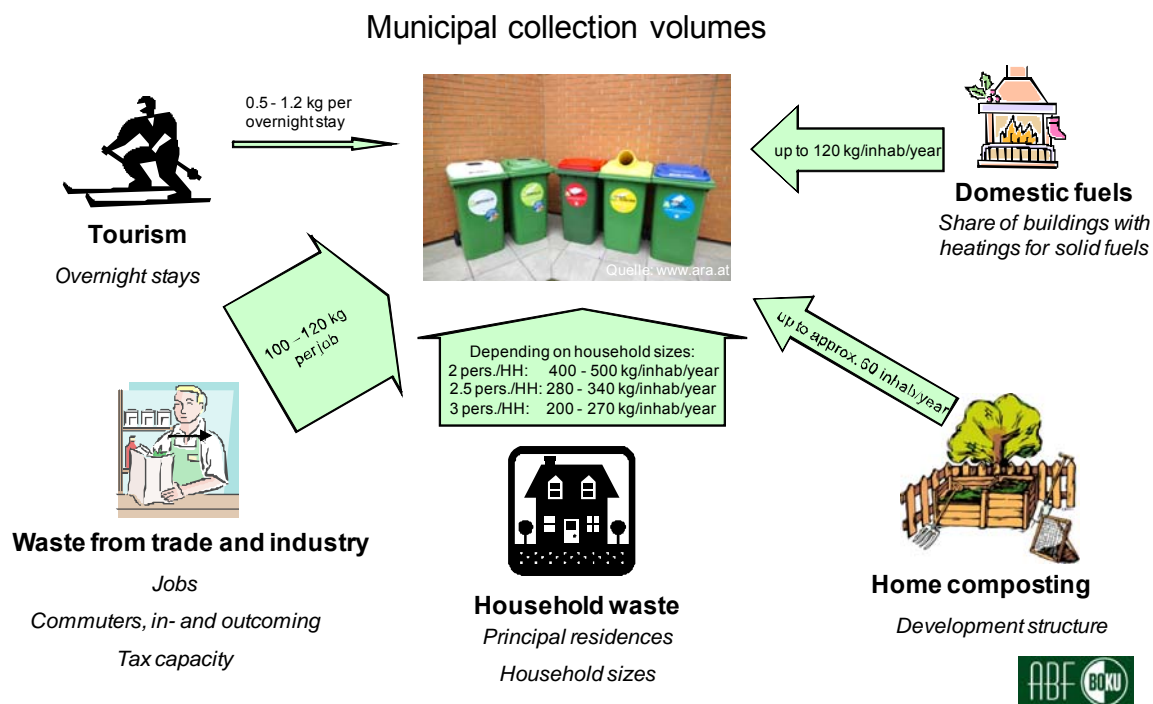 Municipal collection volumes
0.5 - 1.2 kg per
overnight stay
Tourism
Overnight stays
Quelle: www.ara.at
up to 120 kg/inhab/year
Domestic fuels
Share of buildings with
heatings for solid fuels
100 –120 kg
per job
Waste from trade and industry
Jobs
Commuters, in- and outcoming
Tax capacity
Depending on household sizes:
2 pers./HH: 400 - 500 kg/inhab/year
2.5 pers./HH: 280 - 340 kg/inhab/year
3 pers./HH: 200 - 270 kg/inhab/year
Household waste
Principal residences
Household sizes
up to approx. 60 inhab/year
Home composting
Development structure
ABF BOKU